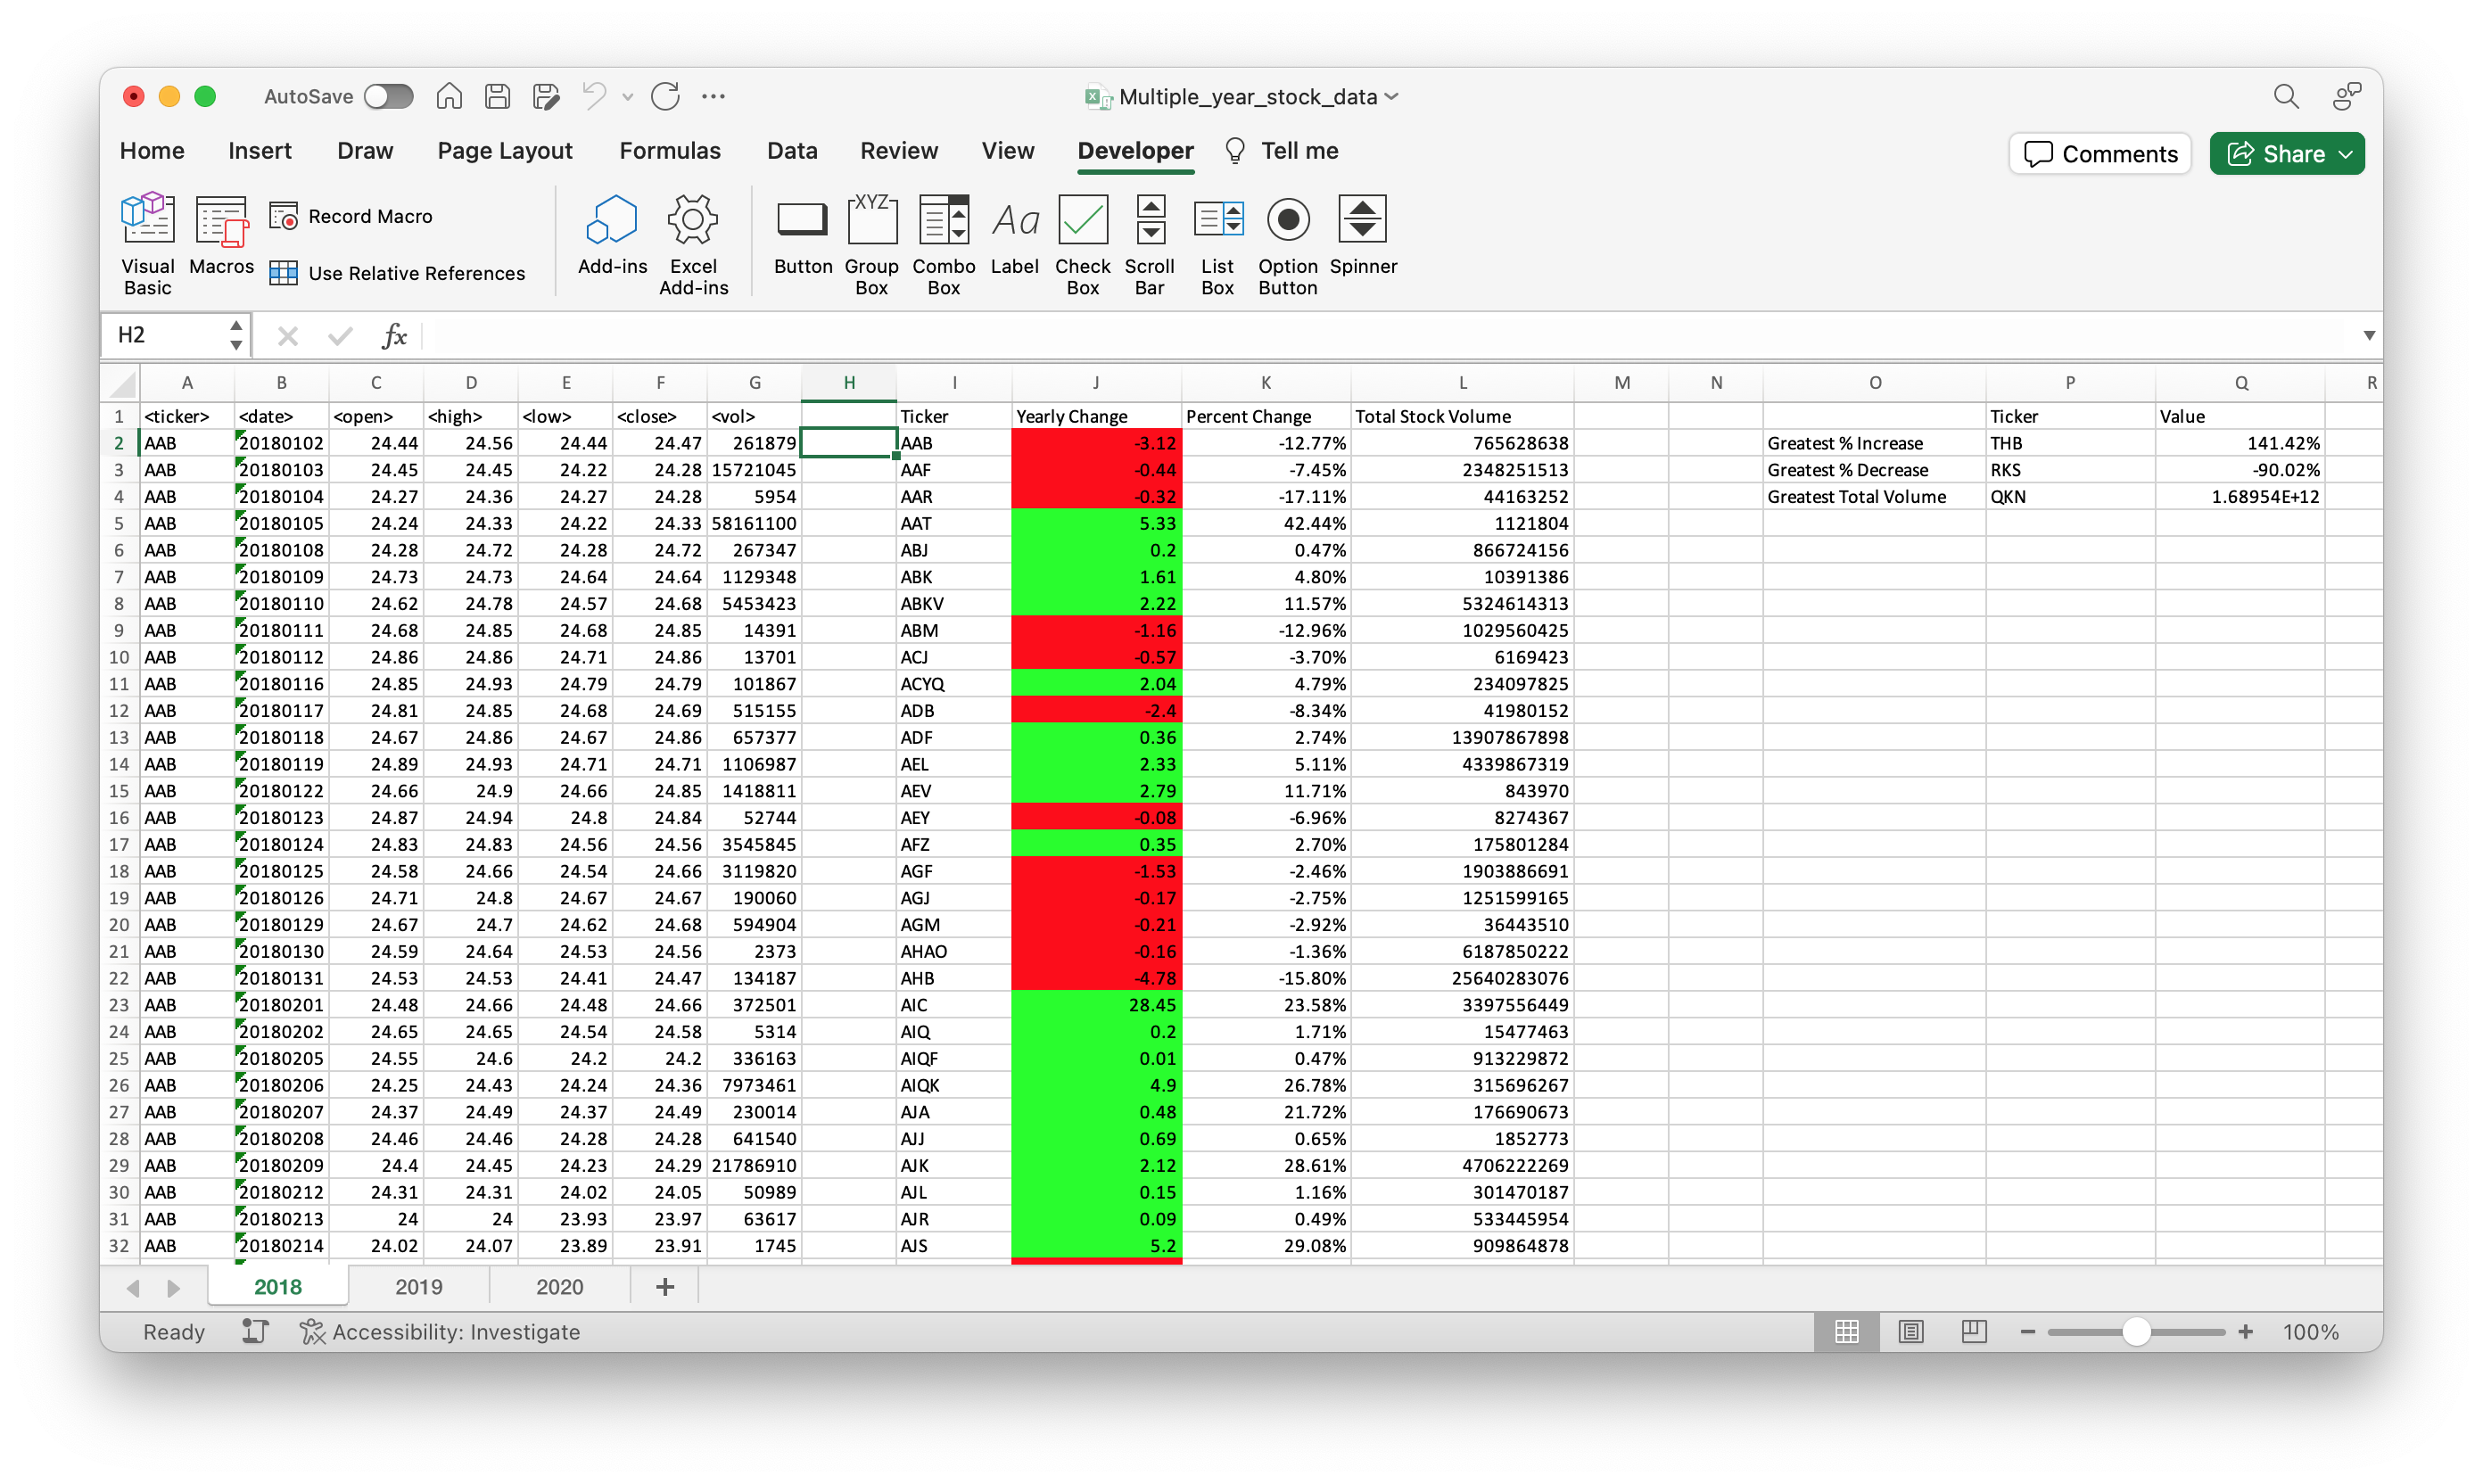 AutoSave
Multiple_year_stock_data
Home Insert Draw Page Layout Formulas Data Review View Developer Tell me Comments Share
Visual Basic
Macros
Record Macro
Use Relative References
Add-ins
Excel Add-ins
XYZ
Aa
Button
Group Box
Combo Box
Label
Check Box
Scroll Bar
List Box
Option Button
Spinner
H2 fx
A B C D E F G H I J K L M N O P Q R
1 <ticker> <date> <open> <high> <low> <close> <vol> Ticker Yearly Change Percent Change Total Stock Volume Ticker Value
2 AAB 20180102 24.44 24.56 24.44 24.47 261879 AAB -3.12 -12.77% 765628638 Greatest % Increase THB 141.42%
3 AAB 20180103 24.45 24.45 24.22 24.28 15721045 AAF -0.44 -7.45% 2348251513 Greatest % Decrease RKS -90.02%
4 AAB 20180104 24.27 24.36 24.27 24.28 5954 AAR -0.32 -17.11% 44163252 Greatest Total Volume QKN 1.68954E+12
5 AAB 20180105 24.24 24.33 24.22 24.33 58161100 AAT 5.33 42.44% 1121804
6 AAB 20180108 24.28 24.72 24.28 24.72 267347 ABJ 0.2 0.47% 866724156
7 AAB 20180109 24.73 24.73 24.64 24.64 1129348 ABK 1.61 4.80% 10391386
8 AAB 20180110 24.62 24.78 24.57 24.68 5453423 ABKV 2.22 11.57% 5324614313
9 AAB 20180111 24.68 24.85 24.68 24.85 14391 ABM -1.16 -12.96% 1029560425
10 AAB 20180112 24.86 24.86 24.71 24.86 13701 ACJ -0.57 -3.70% 6169423
11 AAB 20180116 24.85 24.93 24.79 24.79 101867 ACYQ 2.04 4.79% 234097825
12 AAB 20180117 24.81 24.85 24.68 24.69 515155 ADB -2.4 -8.34% 41980152
13 AAB 20180118 24.67 24.86 24.67 24.86 657377 ADF 0.36 2.74% 13907867898
14 AAB 20180119 24.89 24.93 24.71 24.71 1106987 AEL 2.33 5.11% 4339867319
15 AAB 20180122 24.66 24.9 24.66 24.85 1418811 AEV 2.79 11.71% 843970
16 AAB 20180123 24.87 24.94 24.8 24.84 52744 AEY -0.08 -6.96% 8274367
17 AAB 20180124 24.83 24.83 24.56 24.56 3545845 AFZ 0.35 2.70% 175801284
18 AAB 20180125 24.58 24.66 24.54 24.66 3119820 AGF -1.53 -2.46% 1903886691
19 AAB 20180126 24.71 24.8 24.67 24.67 190060 AGJ -0.17 -2.75% 1251599165
20 AAB 20180129 24.67 24.7 24.62 24.68 594904 AGM -0.21 -2.92% 36443510
21 AAB 20180130 24.59 24.64 24.53 24.56 2373 AHAO -0.16 -1.36% 6187850222
22 AAB 20180131 24.53 24.53 24.41 24.47 134187 AHB -4.78 -15.80% 25640283076
23 AAB 20180201 24.48 24.66 24.48 24.66 372501 AIC 28.45 23.58% 3397556449
24 AAB 20180202 24.65 24.65 24.54 24.58 5314 AIQ 0.2 1.71% 15477463
25 AAB 20180205 24.55 24.6 24.2 24.2 336163 AIQF 0.01 0.47% 913229872
26 AAB 20180206 24.25 24.43 24.24 24.36 7973461 AIQK 4.9 26.78% 315696267
27 AAB 20180207 24.37 24.49 24.37 24.49 230014 AJA 0.48 21.72% 176690673
28 AAB 20180208 24.46 24.46 24.28 24.28 641540 AJJ 0.69 0.65% 1852773
29 AAB 20180209 24.4 24.45 24.23 24.29 21786910 AJK 2.12 28.61% 4706222269
30 AAB 20180212 24.31 24.31 24.02 24.05 50989 AJL 0.15 1.16% 301470187
31 AAB 20180213 24 24 23.93 23.97 63617 AJR 0.09 0.49% 533445954
32 AAB 20180214 24.02 24.07 23.89 23.91 1745 AJS 5.2 29.08% 909864878
2018 2019 2020 +
Ready Accessibility: Investigate 100%